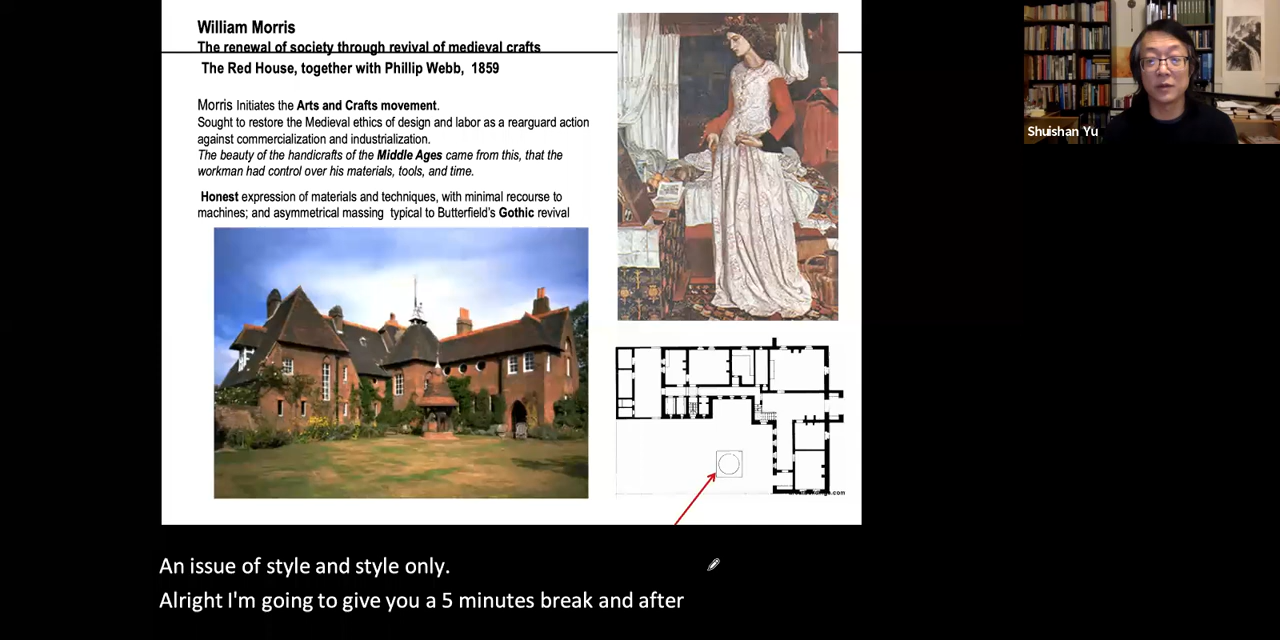 William Morris
The renewal of society through revival of medieval crafts
The Red House, together with Phillip Webb, 1859
Morris Initiates the Arts and Crafts movement.
Sought to restore the Medieval ethics of design and labor as a rearguard action
against commercialization and industrialization.
The beauty of the handicrafts of the Middle Ages came from this, that the
workman had control over his materials, tools, and time.
Honest expression of materials and techniques, with minimal recourse to
machines; and asymmetrical massing typical to Butterfield's Gothic revival
Shuishan Yu
An issue of style and style only.
Alright I'm going to give you a 5 minutes break and after